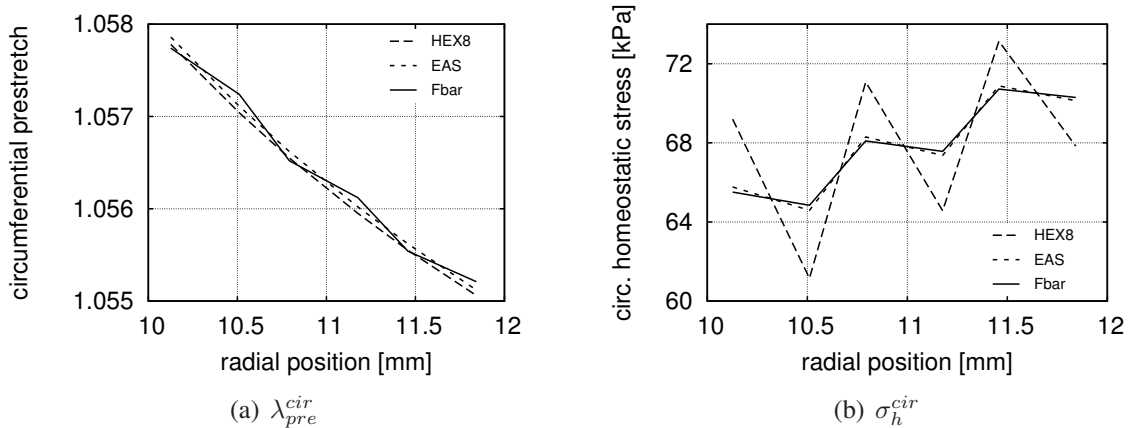 circumferential prestretch
1.058
1.057
1.056
1.055
10
10.5
11
11.5
12
radial position [mm]
HEX8
EAS
Fbar
(a) λ_{pre}^{cir}
circ. homeostatic stress [kPa]
72
68
64
60
10
10.5
11
11.5
12
radial position [mm]
HEX8
EAS
Fbar
(b) σ_{h}^{cir}